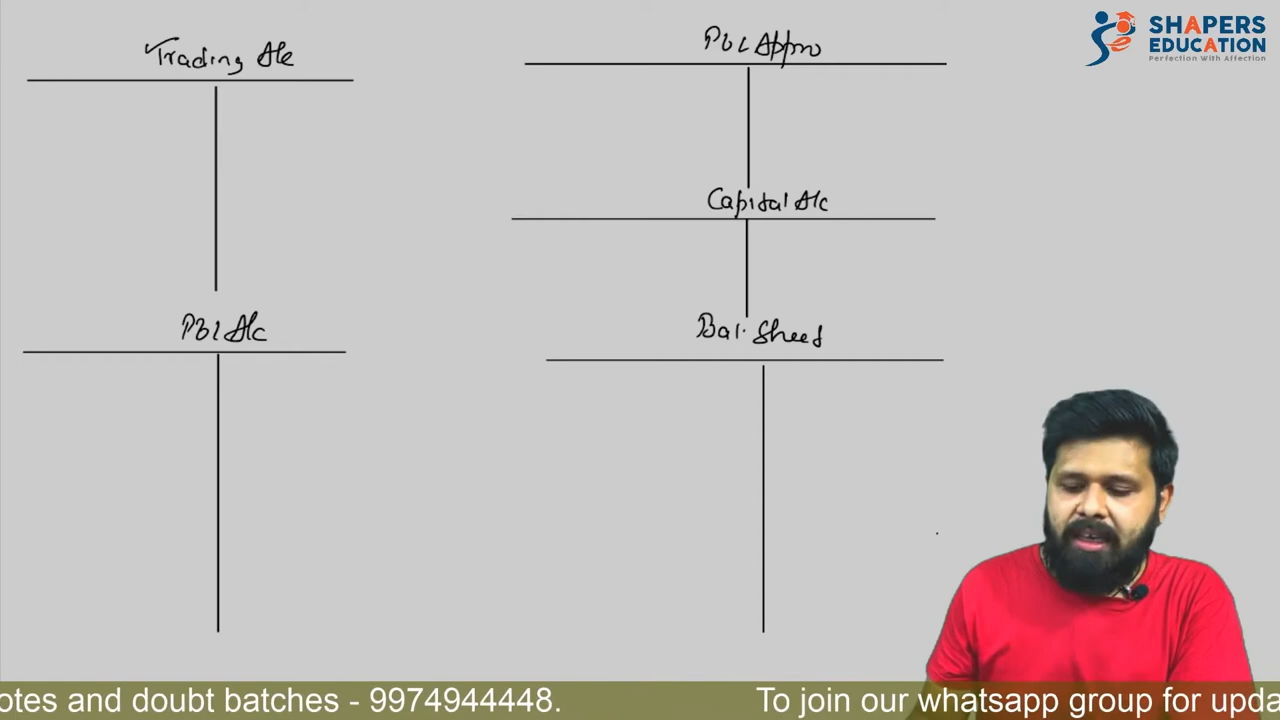 Trading A/c
P&L A/c
P&L Appro
Capital A/c
Bal. Sheet
SHAPERS
EDUCATION
Perfection With Affection
otes and doubt batches - 9974944448.
To join our whatsapp group for upda